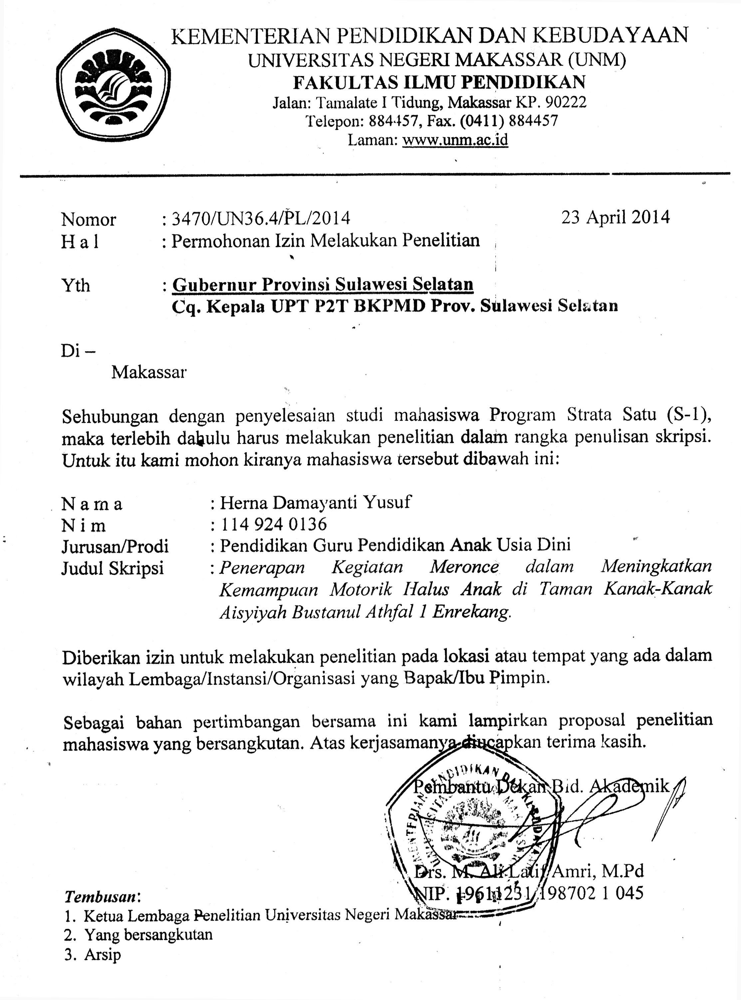 KEMENTERIAN PENDIDIKAN DAN KEBUDAYAAN
UNIVERSITAS NEGERI MAKASSAR (UNM)
FAKULTAS ILMU PENDIDIKAN
Jalan: Tamalate I Tidung, Makassar KP. 90222
Telepon: 884457, Fax. (0411) 884457
Laman: www.unm.ac.id
Nomor : 3470/UN36.4/PL/2014 23 April 2014
H a l : Permohonan Izin Melakukan Penelitian
Yth : Gubernur Provinsi Sulawesi Selatan
Cq. Kepala UPT P2T BKPMD Prov. Sulawesi Selatan
Di –
Makassar
Sehubungan dengan penyelesaian studi mahasiswa Program Strata Satu (S-1),
maka terlebih dahulu harus melakukan penelitian dalam rangka penulisan skripsi.
Untuk itu kami mohon kiranya mahasiswa tersebut dibawah ini:
N a m a : Herna Damayanti Yusuf
N i m : 114 924 0136
Jurusan/Prodi : Pendidikan Guru Pendidikan Anak Usia Dini
Judul Skripsi : Penerapan Kegiatan Meronce dalam Meningkatkan
Kemampuan Motorik Halus Anak di Taman Kanak-Kanak
Aisyiyah Bustanul Athfal 1 Enrekang.
Diberikan izin untuk melakukan penelitian pada lokasi atau tempat yang ada dalam
wilayah Lembaga/Instansi/Organisasi yang Bapak/Ibu Pimpin.
Sebagai bahan pertimbangan bersama ini kami lampirkan proposal penelitian
mahasiswa yang bersangkutan. Atas kerjasamanya diucapkan terima kasih.
Pembantu Dekan Bid. Akademik
Drs. M. Ali Latif Amri, M.Pd
NIP. 19611231 198702 1 045
Tembusan:
1. Ketua Lembaga Penelitian Universitas Negeri Makassar
2. Yang bersangkutan
3. Arsip